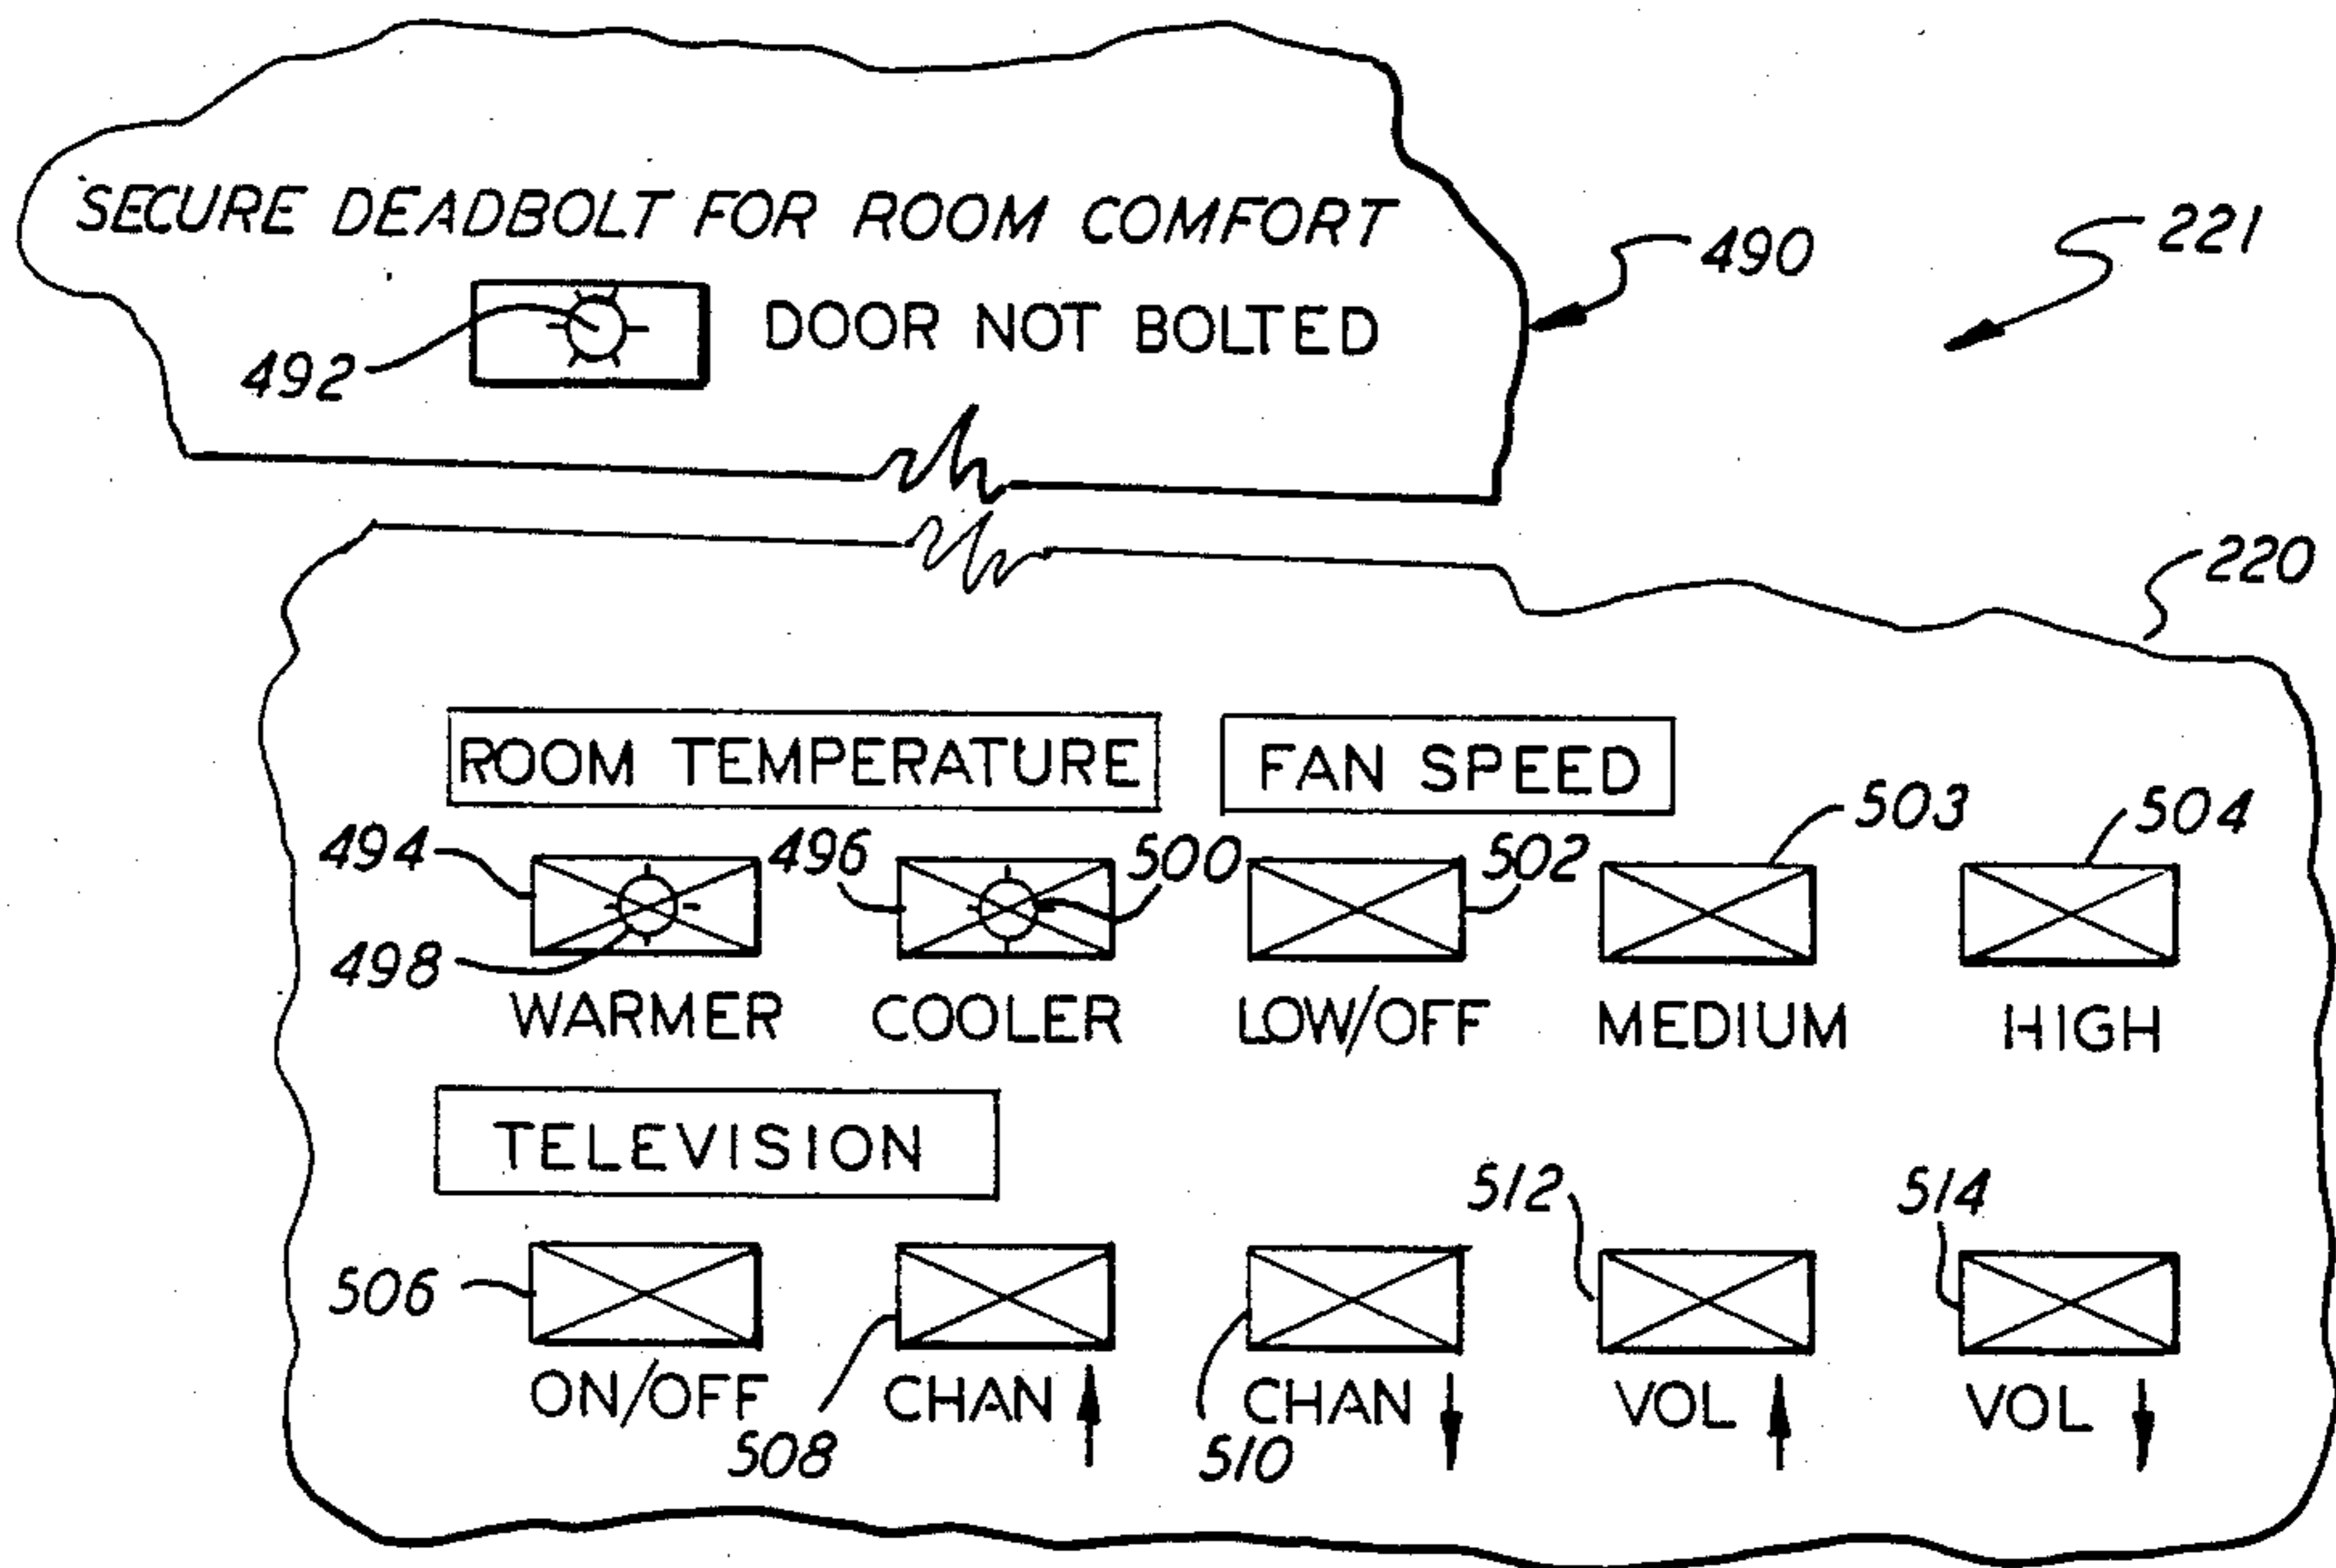 SECURE DEADBOLT FOR ROOM COMFORT
490
221
492
DOOR NOT BOLTED
220
ROOM TEMPERATURE
FAN SPEED
494
496
500
502
503
504
498
WARMER
COOLER
LOW/OFF
MEDIUM
HIGH
TELEVISION
512
514
506
ON/OFF
CHAN ↑
CHAN ↓
VOL ↑
VOL ↓
508
510